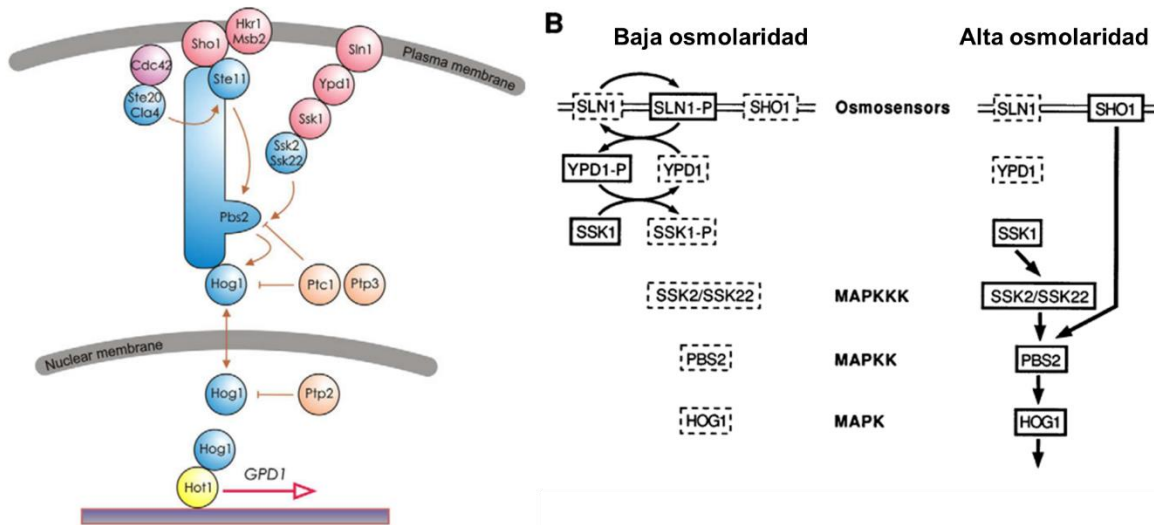 Hkr1
Msb2
Sho1
Sln1
Plasma membrane
Cdc42
Ste11
Ypd1
Ste20
Cla4
Ssk1
Ssk2
Ssk22
Pbs2
Hog1
Ptc1
Ptp3
Nuclear membrane
Hog1
Ptp2
Hog1
GPD1
Hot1
B
Baja osmolaridad
Alta osmolaridad
SLN1
SLN1-P
SHO1
Osmosensors
SLN1
SHO1
YPD1-P
YPD1
YPD1
SSK1
SSK1-P
SSK1
SSK2/SSK22
MAPKKK
SSK2/SSK22
PBS2
MAPKK
PBS2
HOG1
MAPK
HOG1